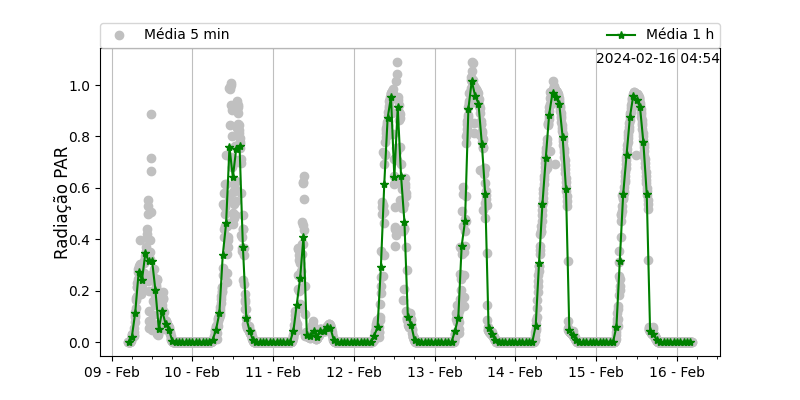 Média 5 min
Média 1 h
2024-02-16 04:54
Radiação PAR
1.0
0.8
0.6
0.4
0.2
0.0
09 - Feb
10 - Feb
11 - Feb
12 - Feb
13 - Feb
14 - Feb
15 - Feb
16 - Feb